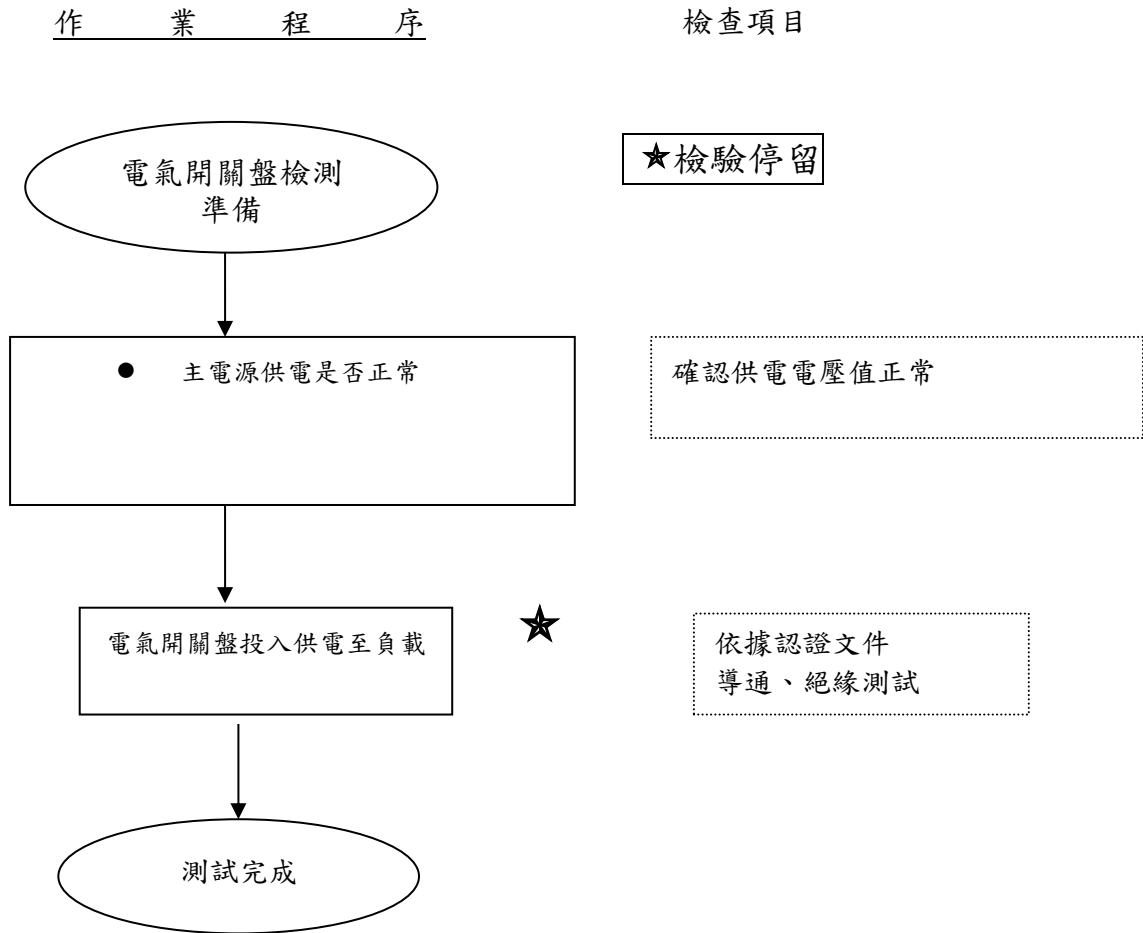 作業程序 檢查項目
電氣開關盤檢測
準備
★檢驗停留
● 主電源供電是否正常
確認供電電壓值正常
電氣開關盤投入供電至負載
★
依據認證文件
導通、絕緣測試
測試完成